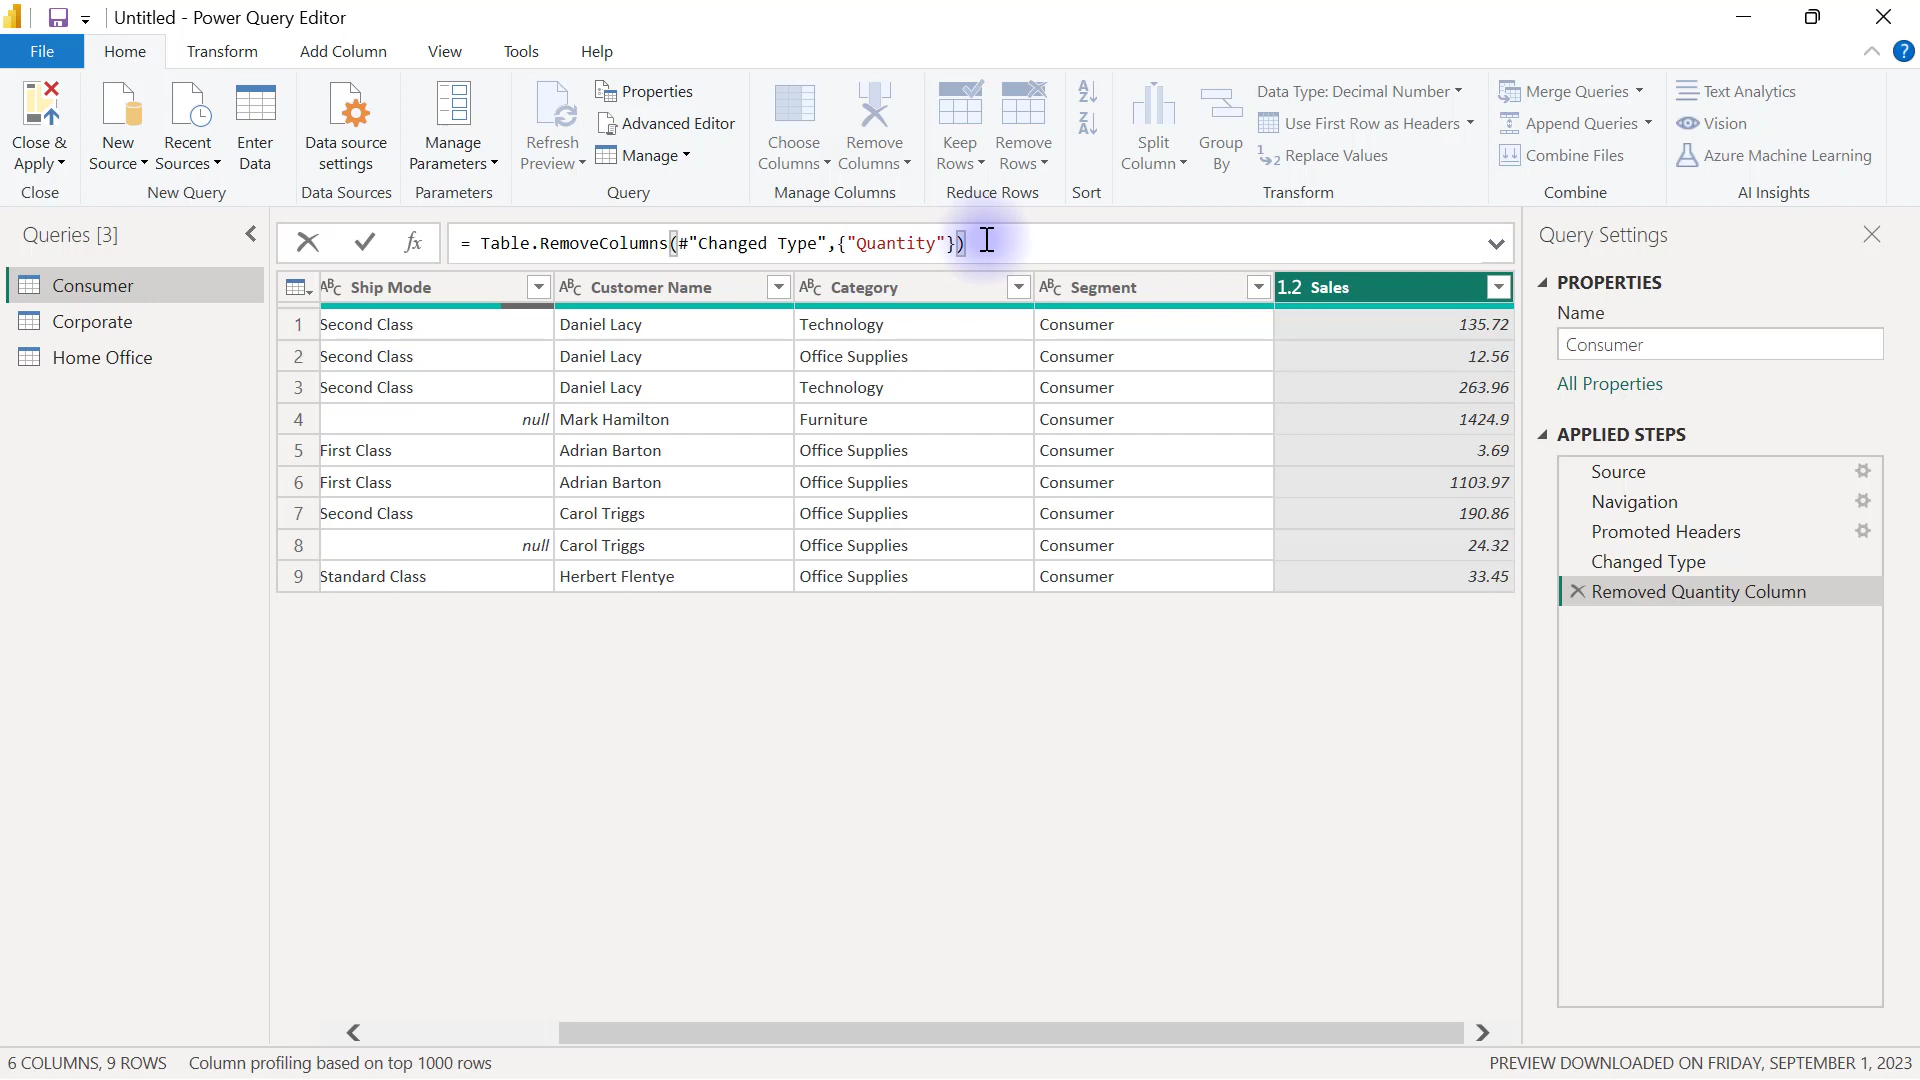 Untitled - Power Query Editor
File Home Transform Add Column View Tools Help
Close & Apply
Close
New Source
Recent Sources
Enter Data
New Query
Data source settings
Data Sources
Manage Parameters
Parameters
Refresh Preview
Properties
Advanced Editor
Manage
Query
Choose Columns
Remove Columns
Manage Columns
Keep Rows
Remove Rows
Reduce Rows
Sort
Split Column
Group By
Data Type: Decimal Number
Use First Row as Headers
Replace Values
Transform
Merge Queries
Append Queries
Combine Files
Combine
Text Analytics
Vision
Azure Machine Learning
AI Insights
Queries [3]
Consumer
Corporate
Home Office
fx = Table.RemoveColumns(#"Changed Type",{"Quantity"})
ABC Ship Mode ABC Customer Name ABC Category ABC Segment 1.2 Sales
1 Second Class Daniel Lacy Technology Consumer 135.72
2 Second Class Daniel Lacy Office Supplies Consumer 12.56
3 Second Class Daniel Lacy Technology Consumer 263.96
4 null Mark Hamilton Furniture Consumer 1424.9
5 First Class Adrian Barton Office Supplies Consumer 3.69
6 First Class Adrian Barton Office Supplies Consumer 1103.97
7 Second Class Carol Triggs Office Supplies Consumer 190.86
8 null Carol Triggs Office Supplies Consumer 24.32
9 Standard Class Herbert Flentye Office Supplies Consumer 33.45
Query Settings
PROPERTIES
Name
Consumer
All Properties
APPLIED STEPS
Source
Navigation
Promoted Headers
Changed Type
Removed Quantity Column
6 COLUMNS, 9 ROWS Column profiling based on top 1000 rows
PREVIEW DOWNLOADED ON FRIDAY, SEPTEMBER 1, 2023